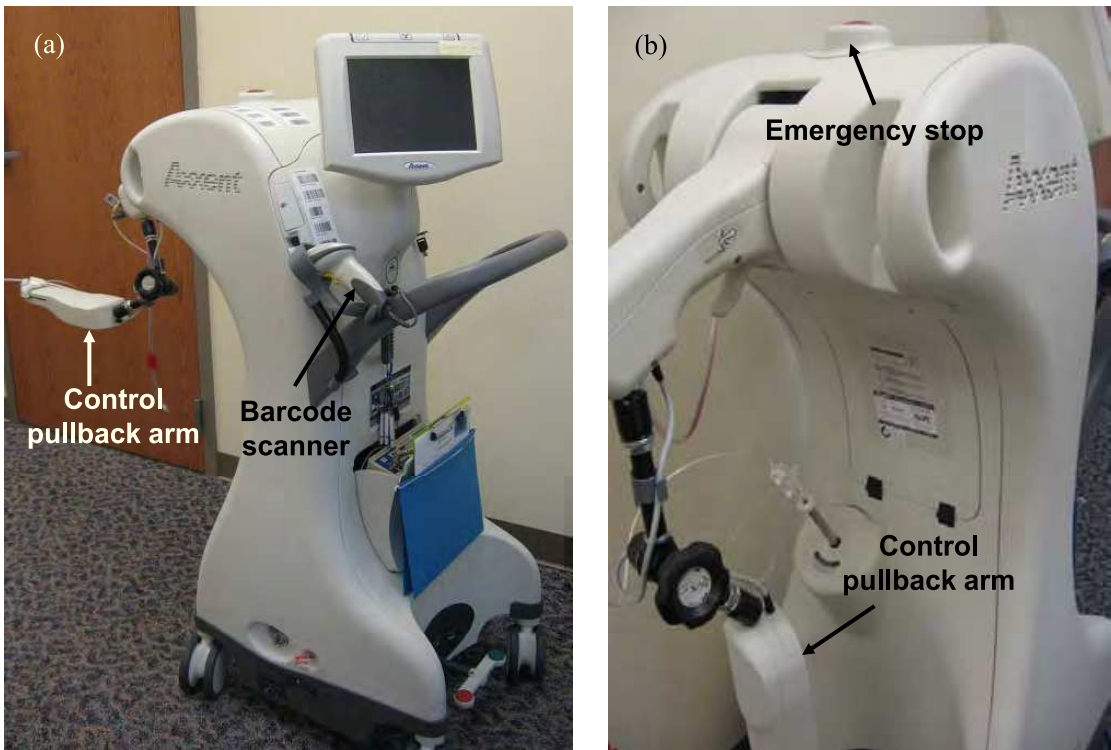 (a)
Axxent
Axxent
Control
pullback arm
Barcode
scanner
(b)
Emergency stop
Axxent
Control
pullback arm